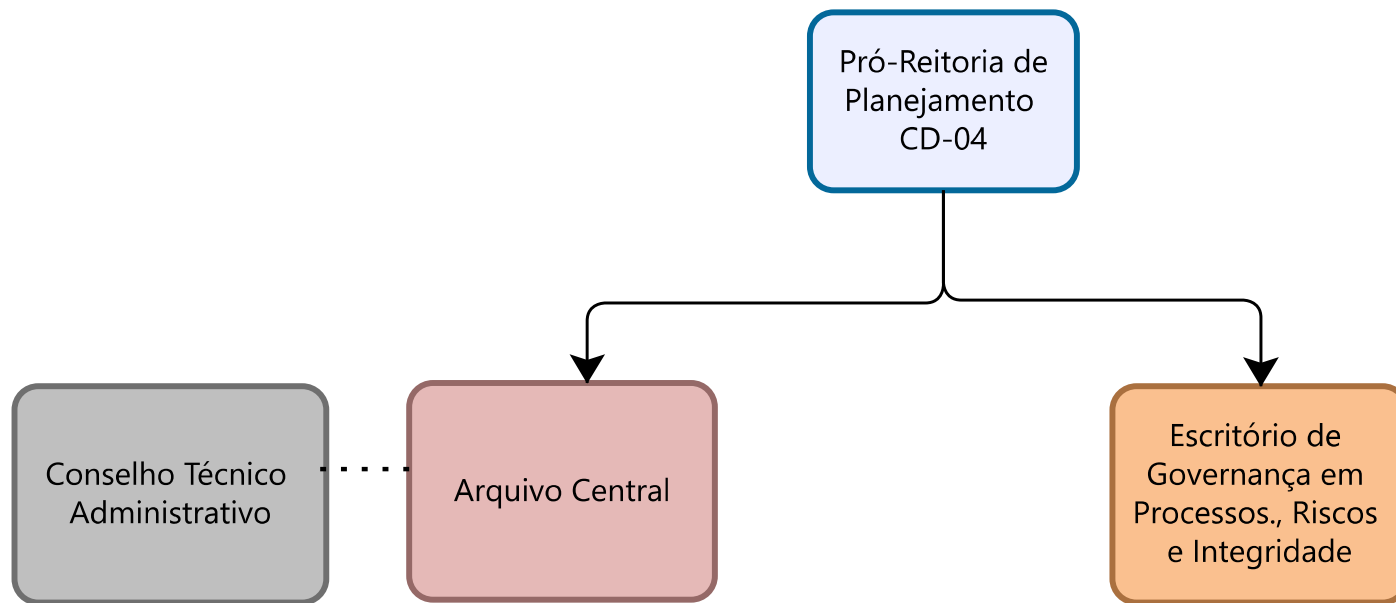 Pró-Reitoria de
Planejamento
CD-04
Conselho Técnico
Administrativo
Arquivo Central
Escritório de
Governança em
Processos., Riscos
e Integridade